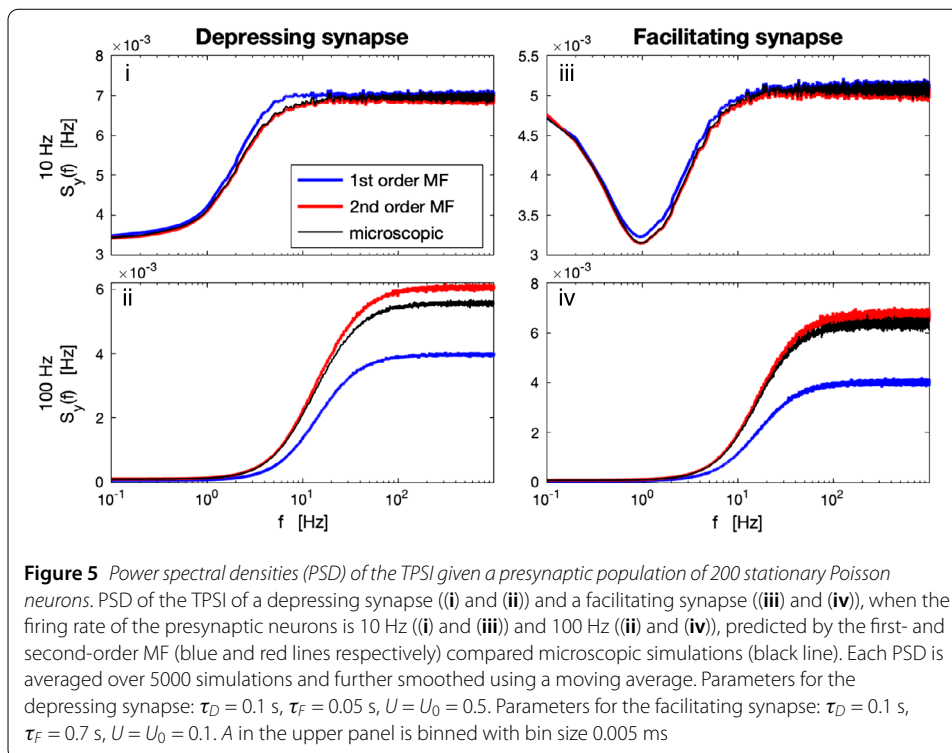 Depressing synapse
Facilitating synapse
×10⁻³
i
8
7
6
5
4
3
10 Hz
S_y(f) [Hz]
1st order MF
2nd order MF
microscopic
×10⁻³
iii
5.5
5
4.5
4
3.5
3
×10⁻³
ii
6
4
2
0
100 Hz
S_y(f) [Hz]
10⁻¹ 10⁰ 10¹ 10²
f [Hz]
×10⁻³
iv
8
6
4
2
0
10⁻¹ 10⁰ 10¹ 10²
f [Hz]
Figure 5 Power spectral densities (PSD) of the TPSI given a presynaptic population of 200 stationary Poisson
neurons. PSD of the TPSI of a depressing synapse ((i) and (ii)) and a facilitating synapse ((iii) and (iv)), when the
firing rate of the presynaptic neurons is 10 Hz ((i) and (iii)) and 100 Hz ((ii) and (iv)), predicted by the first- and
second-order MF (blue and red lines respectively) compared microscopic simulations (black line). Each PSD is
averaged over 5000 simulations and further smoothed using a moving average. Parameters for the
depressing synapse: τ_D = 0.1 s, τ_F = 0.05 s, U = U₀ = 0.5. Parameters for the facilitating synapse: τ_D = 0.1 s,
τ_F = 0.7 s, U = U₀ = 0.1. A in the upper panel is binned with bin size 0.005 ms